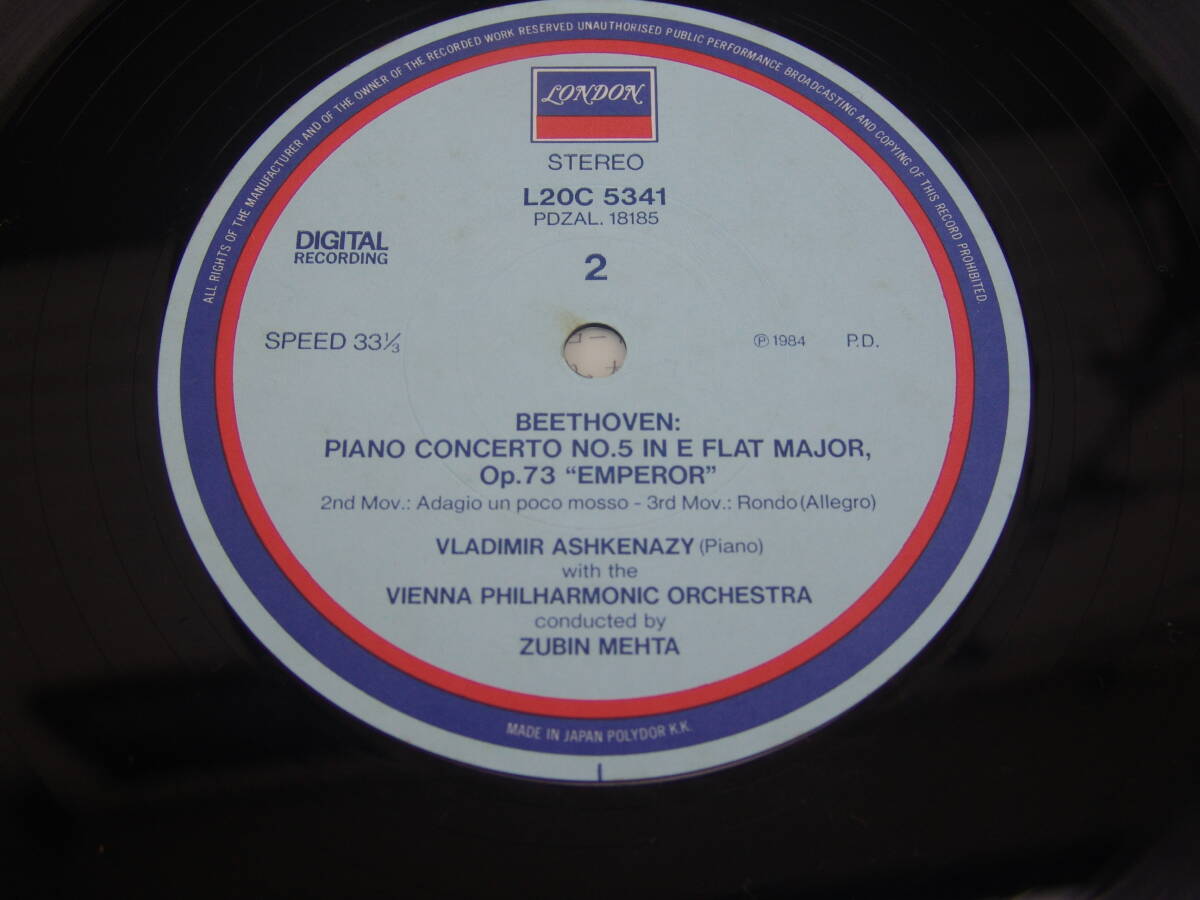 ALL RIGHTS OF THE MANUFACTURER AND OF THE OWNER OF THE RECORDED WORK RESERVED UNAUTHORISED PUBLIC PERFORMANCE BROADCASTING AND COPYING OF THIS RECORD PROHIBITED.
LONDON
STEREO
L20C 5341
PDZAL. 18185
DIGITAL
RECORDING
2
SPEED 33⅓
Ⓟ1984 P.D.
BEETHOVEN:
PIANO CONCERTO NO.5 IN E FLAT MAJOR,
Op.73 “EMPEROR”
2nd Mov.: Adagio un poco mosso - 3rd Mov.: Rondo (Allegro)
VLADIMIR ASHKENAZY (Piano)
with the
VIENNA PHILHARMONIC ORCHESTRA
conducted by
ZUBIN MEHTA
MADE IN JAPAN POLYDOR K.K.